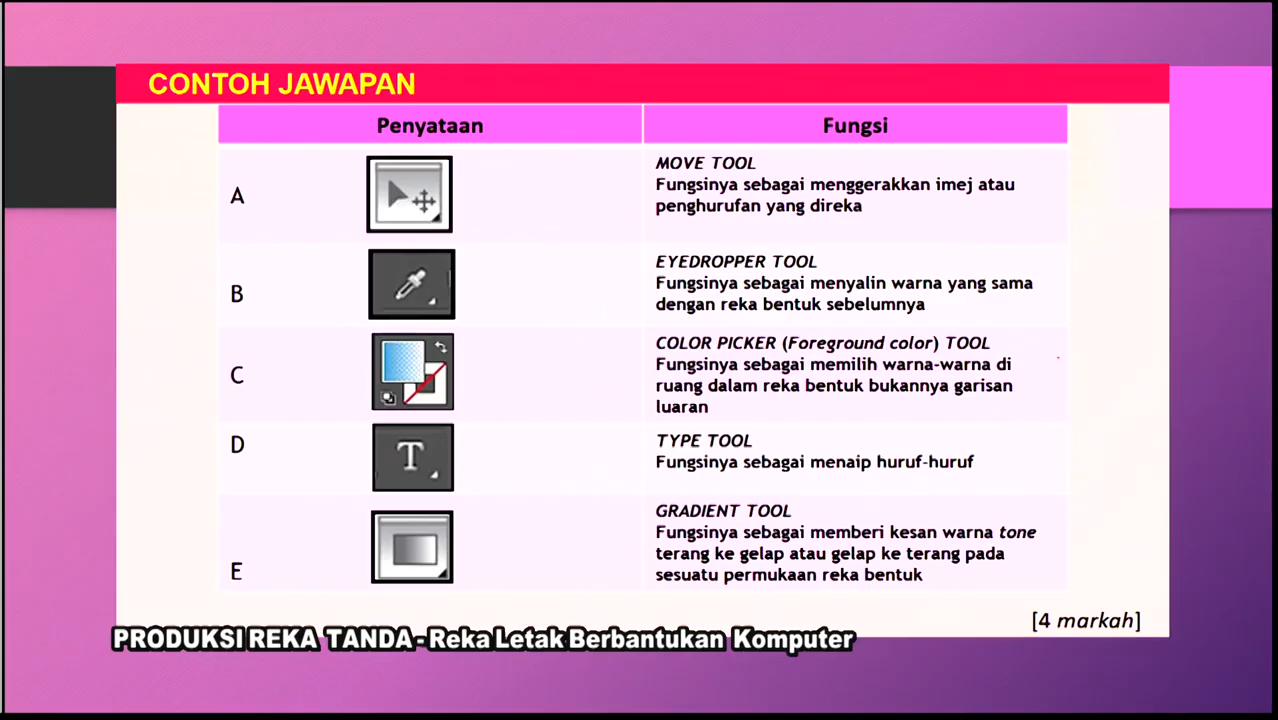 CONTOH JAWAPAN
Penyataan
Fungsi
A
MOVE TOOL
Fungsinya sebagai menggerakkan imej atau
penghurufan yang direka
B
EYEDROPPER TOOL
Fungsinya sebagai menyalin warna yang sama
dengan reka bentuk sebelumnya
C
COLOR PICKER (Foreground color) TOOL
Fungsinya sebagai memilih warna-warna di
ruang dalam reka bentuk bukannya garisan
luaran
D
T
TYPE TOOL
Fungsinya sebagai menaip huruf-huruf
E
GRADIENT TOOL
Fungsinya sebagai memberi kesan warna tone
terang ke gelap atau gelap ke terang pada
sesuatu permukaan reka bentuk
[4 markah]
PRODUKSI REKA TANDA - Reka Letak Berbantukan Komputer